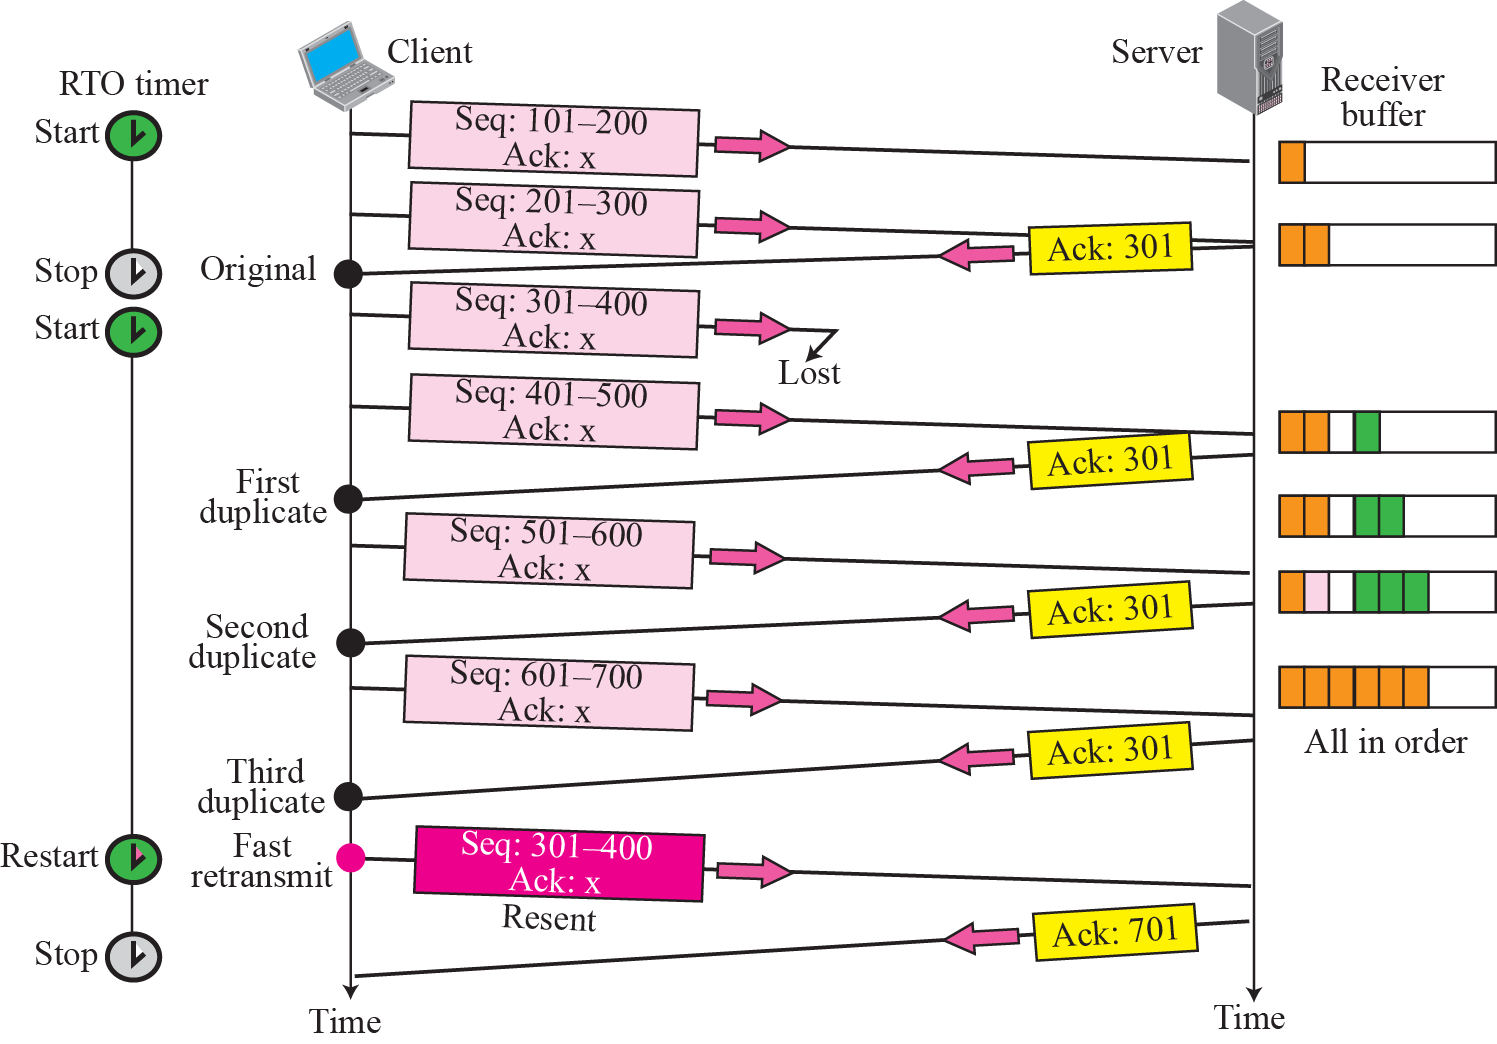 Client
Server
RTO timer
Receiver
buffer
Start
Seq: 101–200
Ack: x
Seq: 201–300
Ack: x
Ack: 301
Stop
Original
Seq: 301–400
Ack: x
Start
Lost
Seq: 401–500
Ack: x
Ack: 301
First
duplicate
Seq: 501–600
Ack: x
Ack: 301
Second
duplicate
Seq: 601–700
Ack: x
Ack: 301
All in order
Third
duplicate
Restart
Fast
retransmit
Seq: 301–400
Ack: x
Resent
Ack: 701
Stop
Time
Time